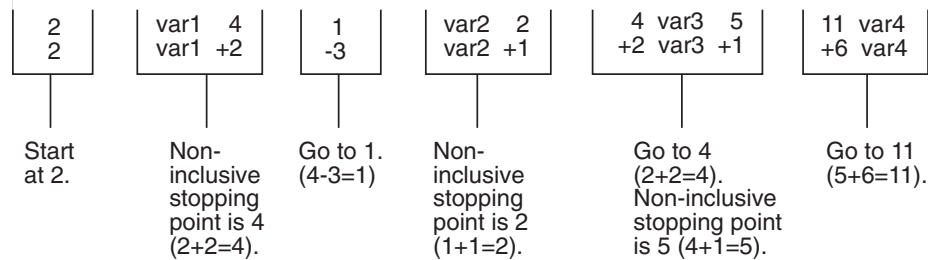 2 var1 4 1 var2 2 4 var3 5 11 var4
2 var1 +2 -3 var2 +1 +2 var3 +1 +6 var4
Start
at 2.
Non-
inclusive
stopping
point is 4
(2+2=4).
Go to 1.
(4-3=1)
Non-
inclusive
stopping
point is 2
(1+1=2).
Go to 4
(2+2=4).
Non-inclusive
stopping point
is 5 (4+1=5).
Go to 11
(5+6=11).